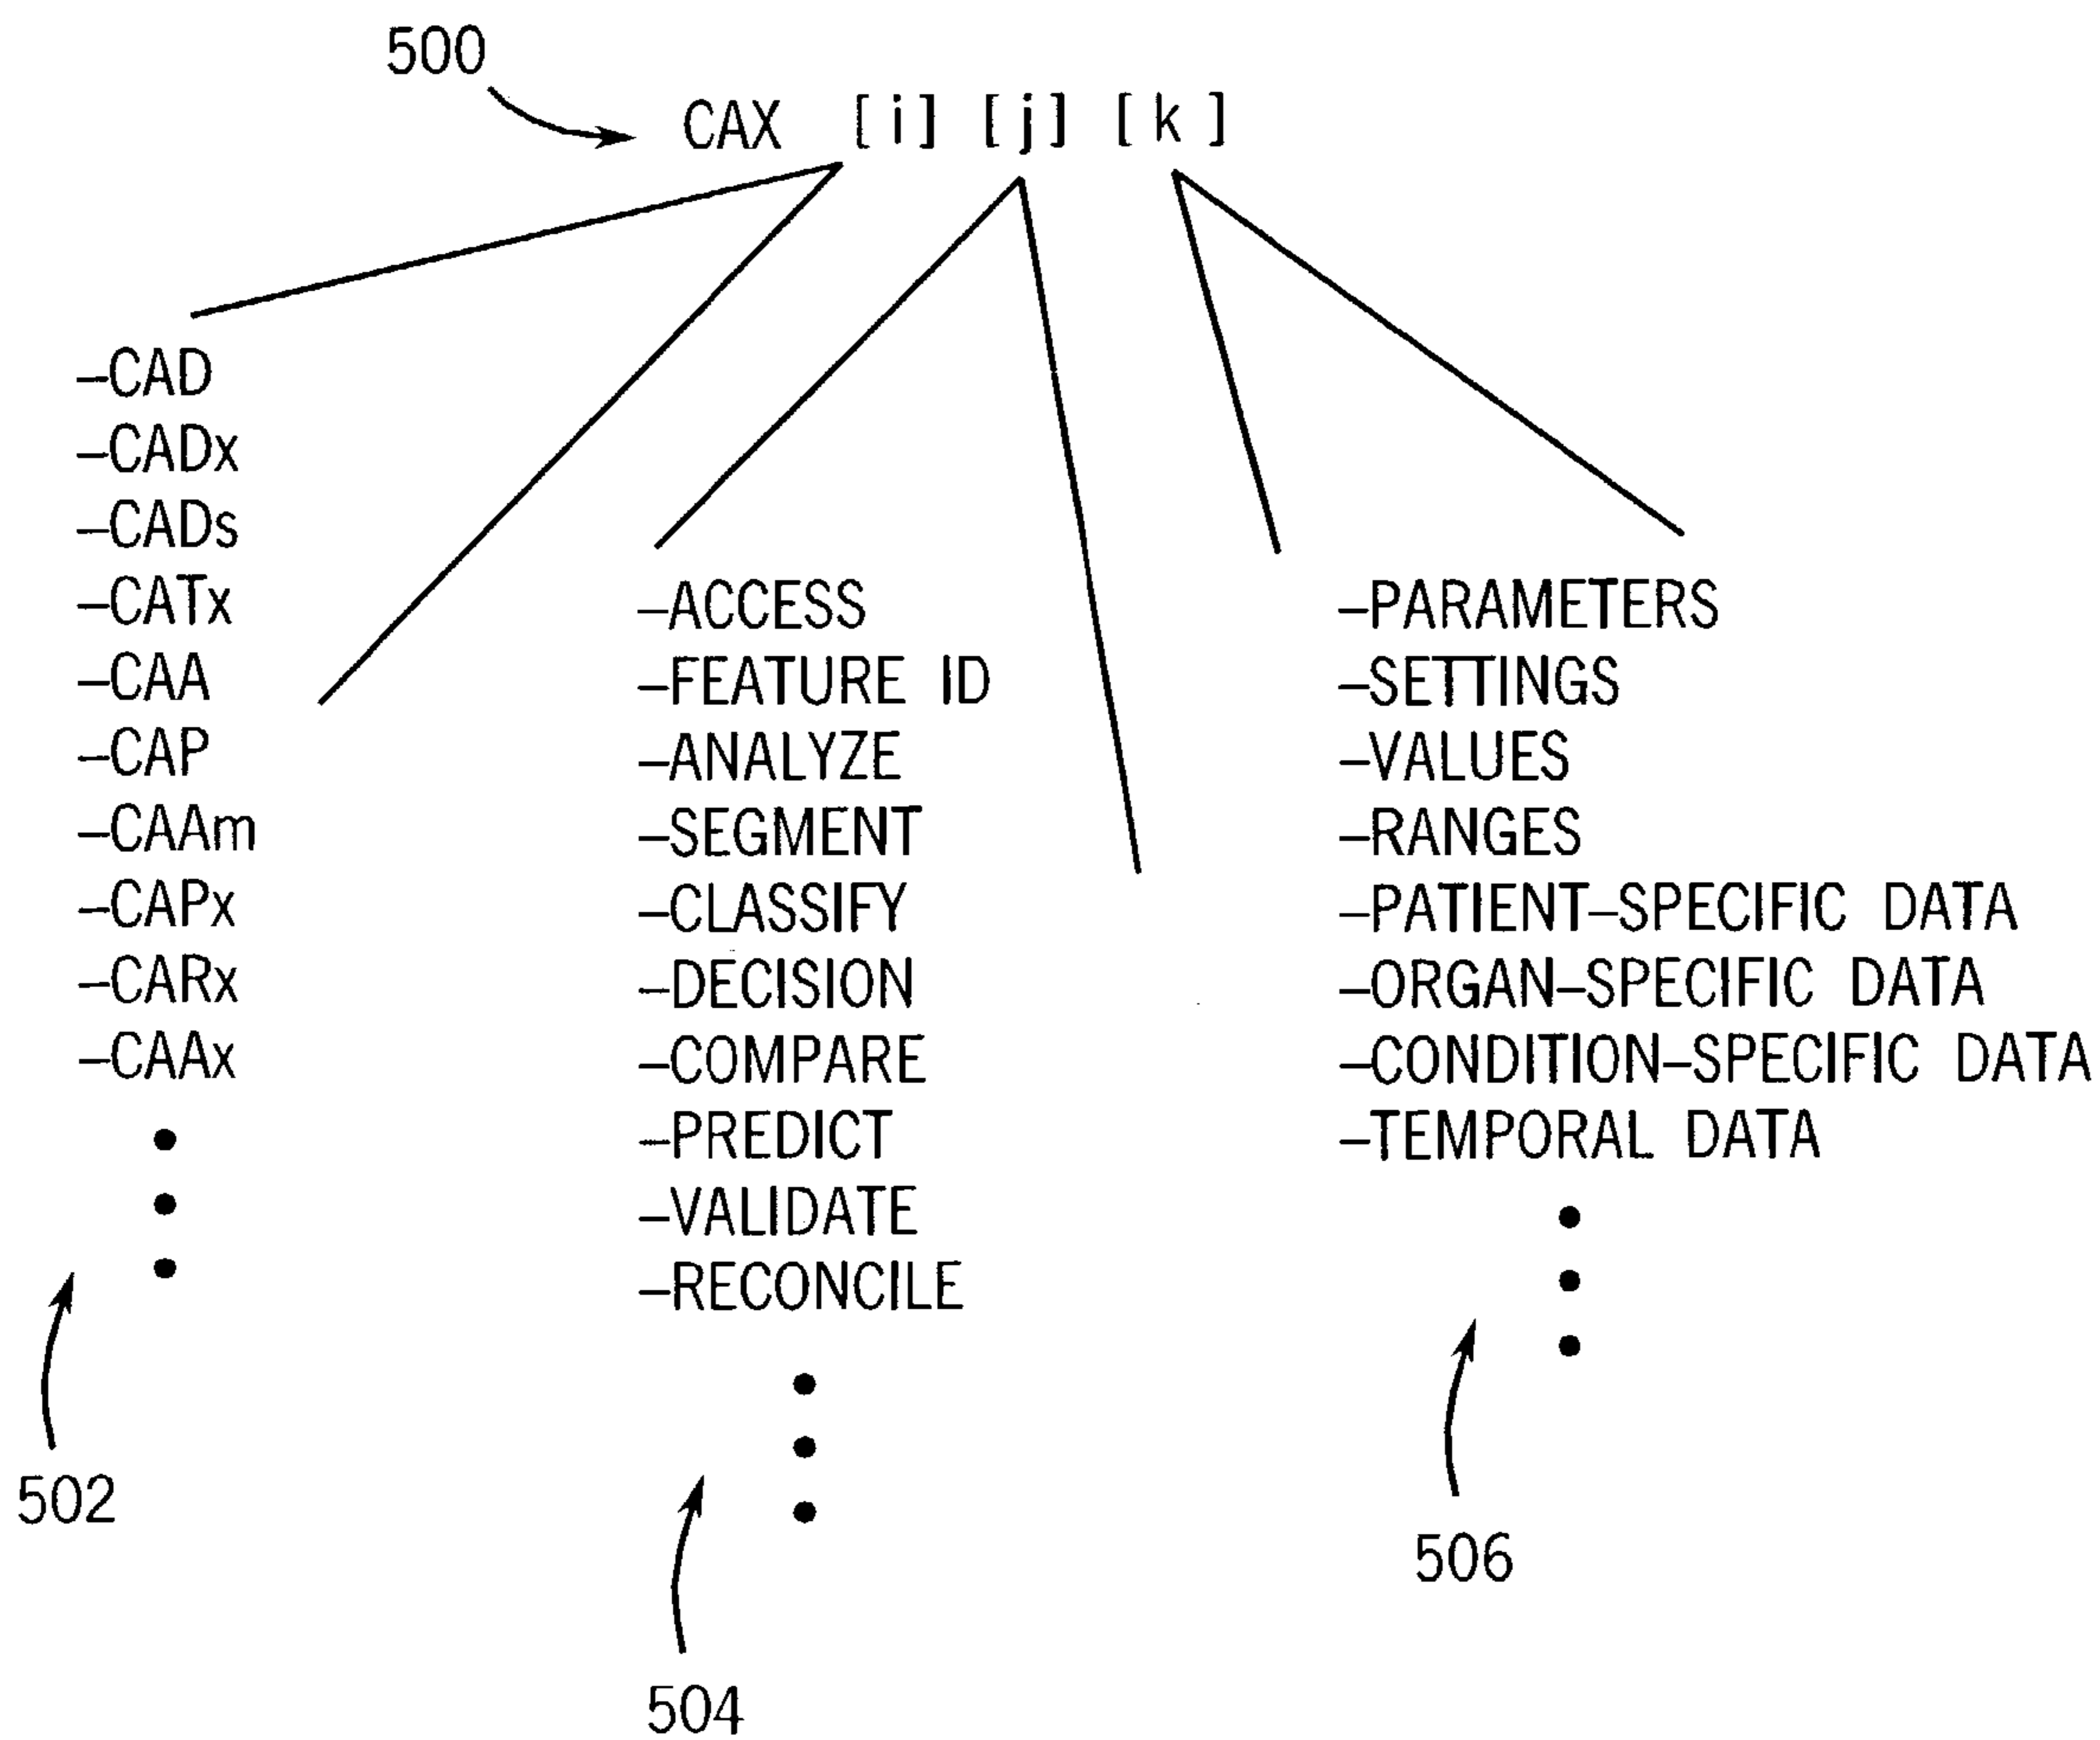 500
CAX [i] [j] [k]
–CAD
–CADx
–CADs
–CATx
–CAA
–CAP
–CAAm
–CAPx
–CARx
–CAAx
502
–ACCESS
–FEATURE ID
–ANALYZE
–SEGMENT
–CLASSIFY
–DECISION
–COMPARE
–PREDICT
–VALIDATE
–RECONCILE
504
–PARAMETERS
–SETTINGS
–VALUES
–RANGES
–PATIENT–SPECIFIC DATA
–ORGAN–SPECIFIC DATA
–CONDITION–SPECIFIC DATA
–TEMPORAL DATA
506